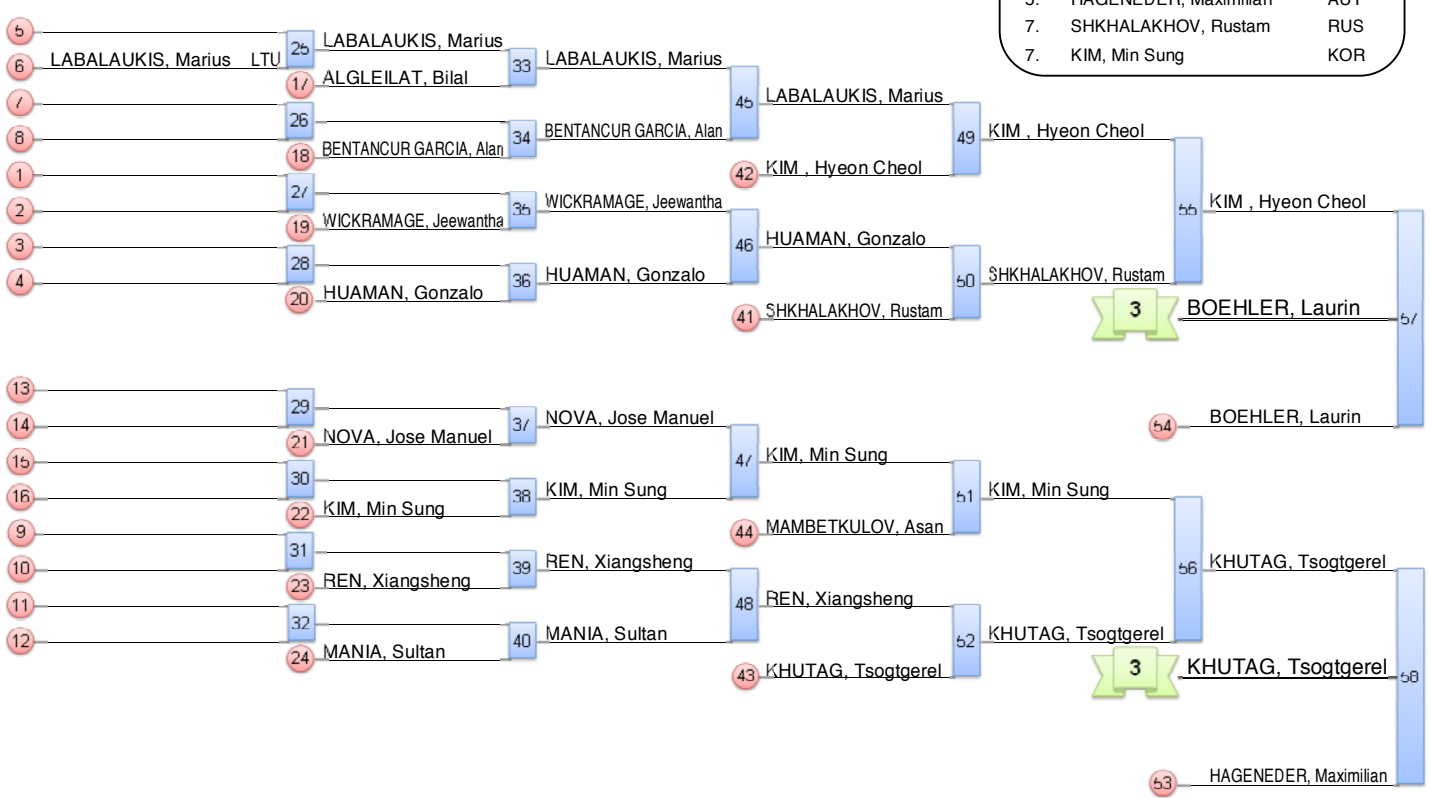 5. HAGENEDER, Maximilian AUT
7. SHKHALAKHOV, Rustam RUS
7. KIM, Min Sung KOR
5
6 LABALAUKIS, Marius LTU
25 LABALAUKIS, Marius
17 ALGLEILAT, Bilal
33 LABALAUKIS, Marius
7
8
26
18 BENTANCUR GARCIA, Alan
34 BENTANCUR GARCIA, Alan
45 LABALAUKIS, Marius
42 KIM , Hyeon Cheol
49 KIM , Hyeon Cheol
1
2
27
19 WICKRAMAGE, Jeewantha
35 WICKRAMAGE, Jeewantha
3
4
28
20 HUAMAN, Gonzalo
36 HUAMAN, Gonzalo
46 HUAMAN, Gonzalo
41 SHKHALAKHOV, Rustam
50 SHKHALAKHOV, Rustam
55 KIM , Hyeon Cheol
3 BOEHLER, Laurin
57
54 BOEHLER, Laurin
13
14
29
21 NOVA, Jose Manuel
37 NOVA, Jose Manuel
15
16
30
22 KIM, Min Sung
38 KIM, Min Sung
47 KIM, Min Sung
44 MAMBETKULOV, Asan
51 KIM, Min Sung
9
10
31
23 REN, Xiangsheng
39 REN, Xiangsheng
11
12
32
24 MANIA, Sultan
40 MANIA, Sultan
48 REN, Xiangsheng
43 KHUTAG, Tsogtgerel
52 KHUTAG, Tsogtgerel
56 KHUTAG, Tsogtgerel
3 KHUTAG, Tsogtgerel
58
53 HAGENEDER, Maximilian